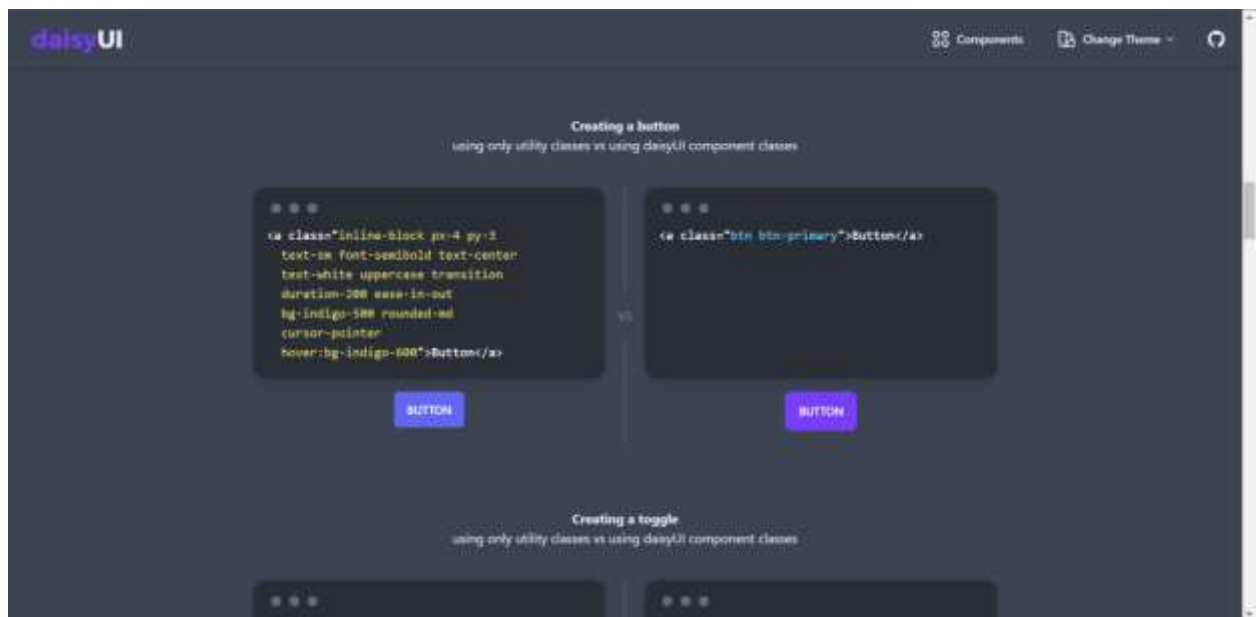 daisyUI
Components
Change Theme
Creating a button
using only utility classes vs using daisyUI component classes
<a class="inline-block px-4 py-3
text-sm font-semibold text-center
text-white uppercase transition
duration-200 ease-in-out
bg-indigo-500 rounded-md
cursor-pointer
hover:bg-indigo-600">Button</a>
BUTTON
VS
<a class="btn btn-primary">Button</a>
BUTTON
Creating a toggle
using only utility classes vs using daisyUI component classes